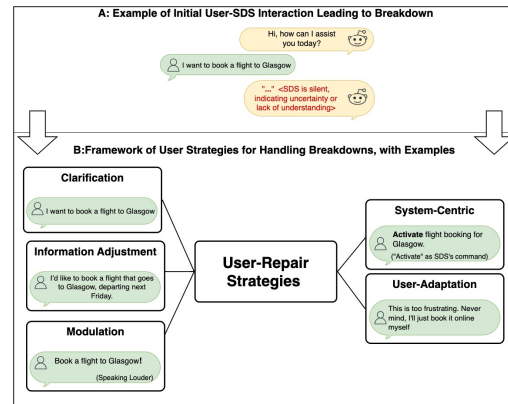 A: Example of Initial User-SDS Interaction Leading to Breakdown
Hi, how can I assist
you today?
I want to book a flight to Glasgow
"..." <SDS is silent,
indicating uncertainty or
lack of understanding>
B:Framework of User Strategies for Handling Breakdowns, with Examples
Clarification
I want to book a flight to Glasgow
Information Adjustment
I'd like to book a flight that goes
to Glasgow, departing next
Friday.
Modulation
Book a flight to Glasgow!
(Speaking Louder)
User-Repair
Strategies
System-Centric
Activate flight booking for
Glasgow.
("Activate" as SDS's command)
User-Adaptation
This is too frustrating. Never
mind, I'll just book it online
myself